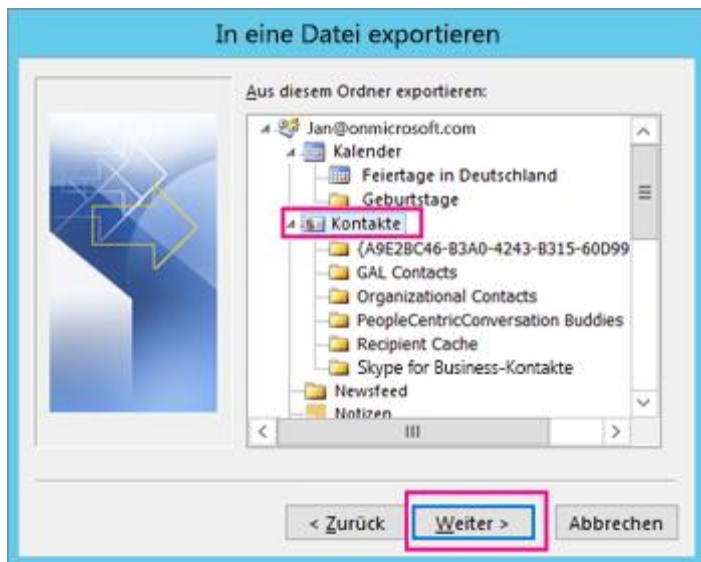 In eine Datei exportieren
Aus diesem Ordner exportieren:
Jan@onmicrosoft.com
Kalender
Feiertage in Deutschland
Geburtstage
Kontakte
{A9E2BC46-B3A0-4243-B315-60D99
GAL Contacts
Organizational Contacts
PeopleCentricConversation Buddies
Recipient Cache
Skype for Business-Kontakte
Newsfeed
Notizen
< Zurück
Weiter >
Abbrechen